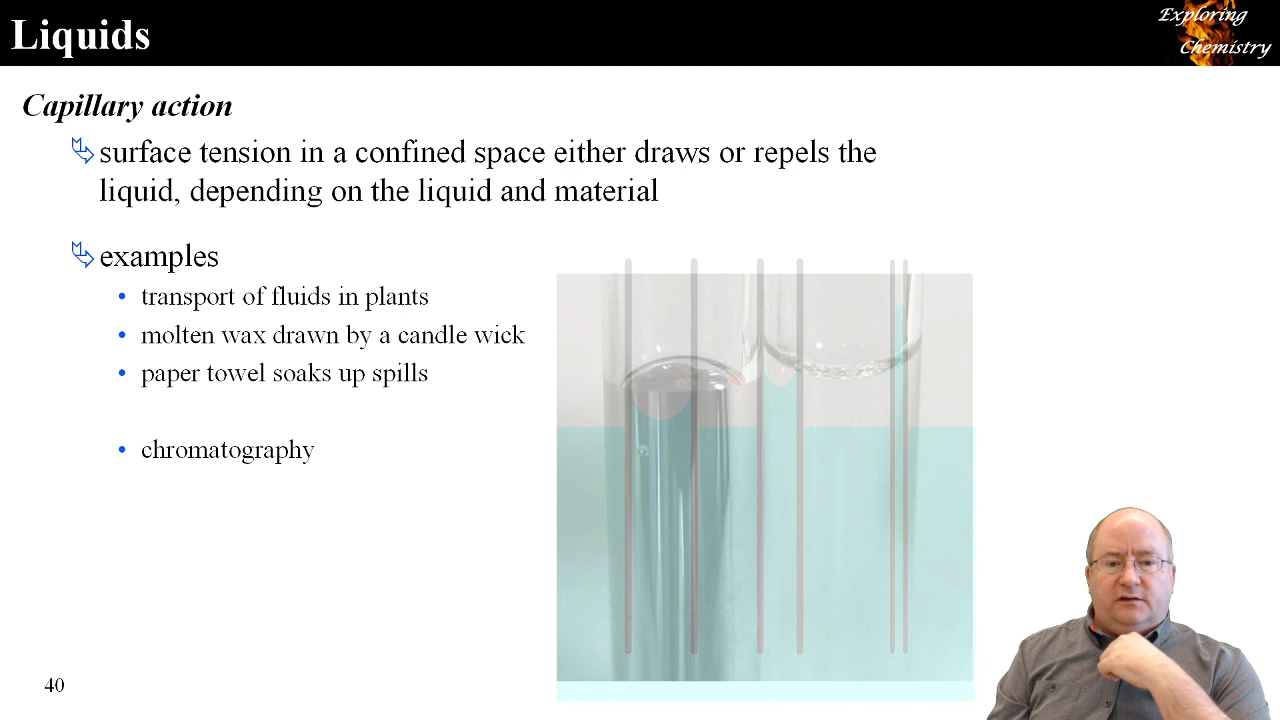 Liquids
Exploring
Chemistry
Capillary action
surface tension in a confined space either draws or repels the
liquid, depending on the liquid and material
examples
• transport of fluids in plants
• molten wax drawn by a candle wick
• paper towel soaks up spills
• chromatography
40